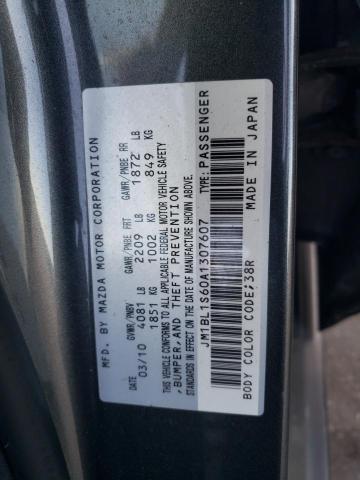 MFD. BY MAZDA MOTOR CORPORATION
DATE GVWR/PNBV GAWR/PNBE FRT GAWR/PNBE RR
03/10 4081 LB 2209 LB 1872 LB
1851 KG 1002 KG 849 KG
THIS VEHICLE CONFORMS TO ALL APPLICABLE FEDERAL MOTOR VEHICLE SAFETY
,BUMPER,AND THEFT PREVENTION
STANDARDS IN EFFECT ON THE DATE OF MANUFACTURE SHOWN ABOVE.
JM1BL1S60A1307607 TYPE:PASSENGER
BODY COLOR CODE;38R MADE IN JAPAN